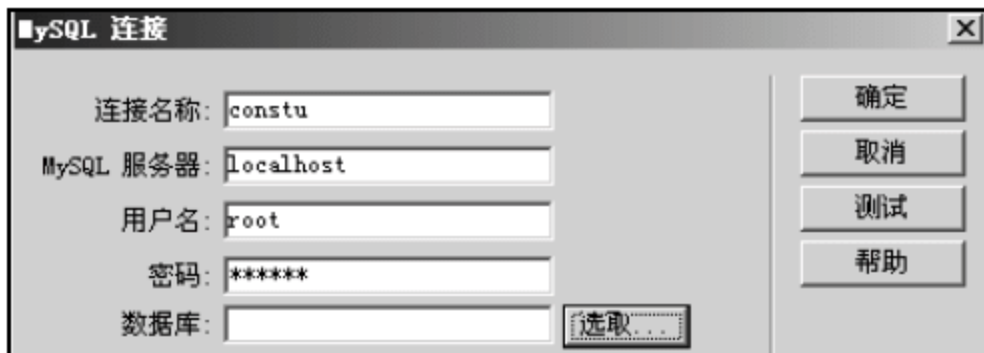 MySQL 连接
连接名称: constu
确定
MySQL 服务器: localhost
取消
用户名: root
测试
密码: ******
帮助
数据库:
选取...